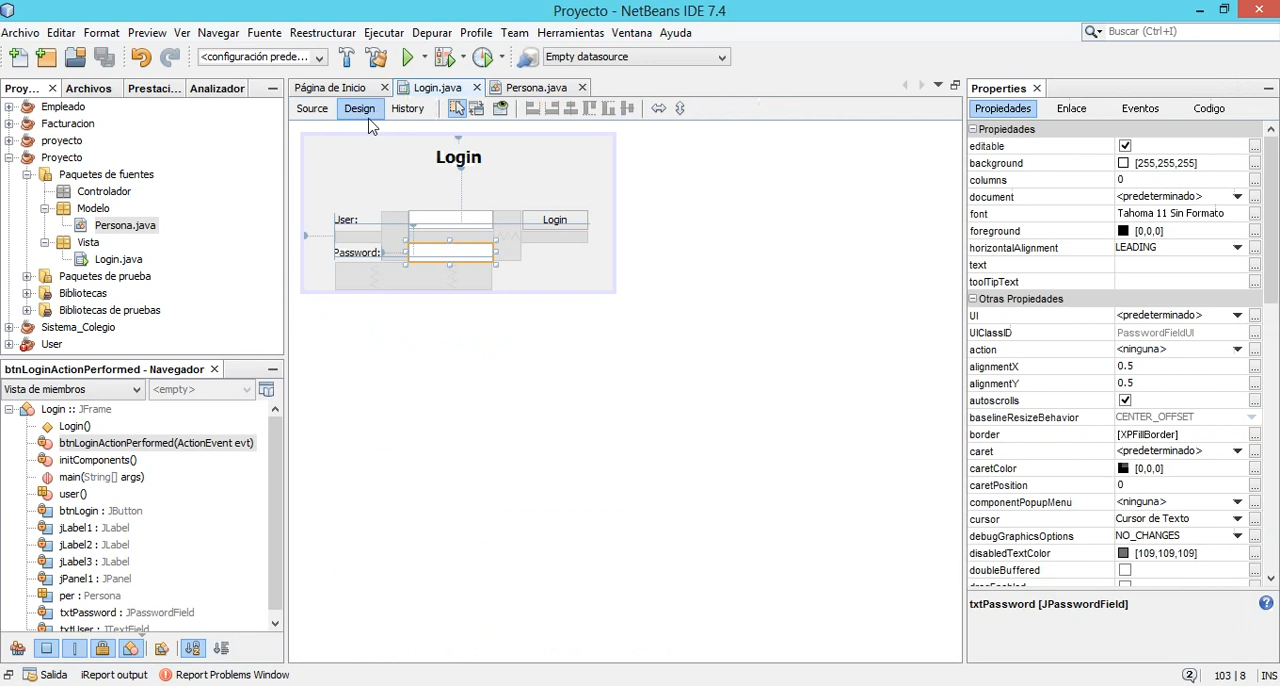 Proyecto - NetBeans IDE 7.4
Archivo Editar Format Preview Ver Navegar Fuente Reestructurar Ejecutar Depurar Profile Team Herramientas Ventana Ayuda
Buscar (Ctrl+I)
<configuración prede...
Empty datasource
Proy... Archivos Prestaci... Analizador
Empleado
Facturacion
proyecto
Proyecto
Paquetes de fuentes
Controlador
Modelo
Persona.java
Vista
Login.java
Paquetes de prueba
Bibliotecas
Bibliotecas de pruebas
Sistema_Colegio
User
btnLoginActionPerformed - Navegador
Vista de miembros
<empty>
Login :: JFrame
Login()
btnLoginActionPerformed(ActionEvent evt)
initComponents()
main(String[] args)
user()
btnLogin : JButton
jLabel1 : JLabel
jLabel2 : JLabel
jLabel3 : JLabel
jPanel1 : JPanel
per : Persona
txtPassword : JPasswordField
txtUser : JTextField
Página de Inicio Login.java Persona.java
Source Design History
Login
User:
Login
Password:
Properties
Propiedades Enlace Eventos Codigo
Propiedades
editable
background [255,255,255]
columns 0
document <predeterminado>
font Tahoma 11 Sin Formato
foreground [0,0,0]
horizontalAlignment LEADING
text
toolTipText
Otras Propiedades
UI <predeterminado>
UIClassID PasswordFieldUI
action <ninguna>
alignmentX 0.5
alignmentY 0.5
autoscrolls
baselineResizeBehavior CENTER_OFFSET
border [XPFillBorder]
caret <predeterminado>
caretColor [0,0,0]
caretPosition 0
componentPopupMenu <ninguna>
cursor Cursor de Texto
debugGraphicsOptions NO_CHANGES
disabledTextColor [109,109,109]
doubleBuffered
dragEnabled
txtPassword [JPasswordField]
Salida iReport output Report Problems Window
2 103 | 8 INS